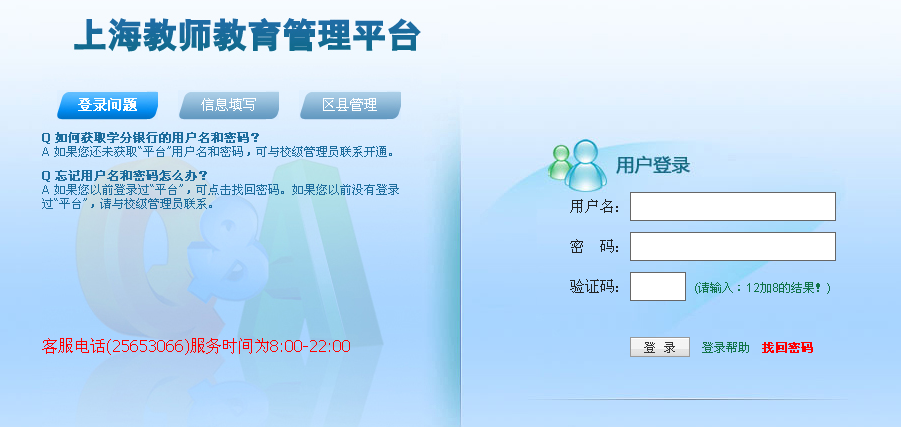 上海教师教育管理平台
登录问题 信息填写 区县管理
Q 如何获取学分银行的用户名和密码？
A 如果您还未获取“平台”用户名和密码，可与校级管理员联系开通。
Q 忘记用户名和密码怎么办？
A 如果您以前登录过“平台”，可点击找回密码。如果您以前没有登录
过“平台”，请与校级管理员联系。
Q&A
客服电话(25653066)服务时间为8:00-22:00
用户登录
用户名：
密 码：
验证码： (请输入：12加8的结果！)
登 录 登录帮助 找回密码